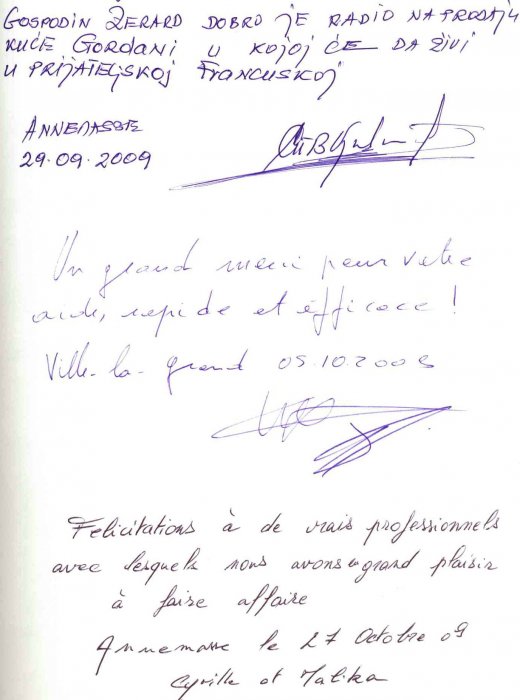 GOSPODIN ŽERARD DOBRO JE RADIO NA PRODAJU
KUĆE GORDANI U KOJOJ ĆE DA ŽIVI
U PRIJATELJSKOJ FRANCUSKOJ
ANNEMASSE
29.09.2009
Un grand merci pour votre
aide, rapide et efficace !
Ville-la-grand 05.10.2009
Felicitations à de vrais professionnels
avec lesquels nous avons eu grand plaisir
à faire affaire
Annemasse le 27 Octobre 09
Cyrille et Malika